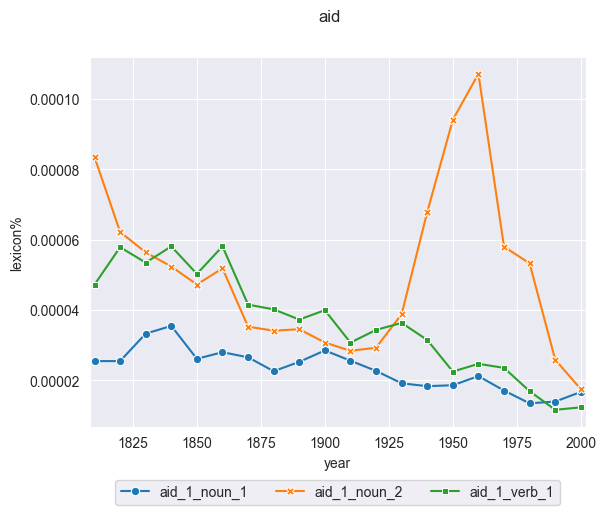 aid
0.00010
0.00008
0.00006
0.00004
0.00002
lexicon%
1825 1850 1875 1900 1925 1950 1975 2000
year
aid_1_noun_1 aid_1_noun_2 aid_1_verb_1